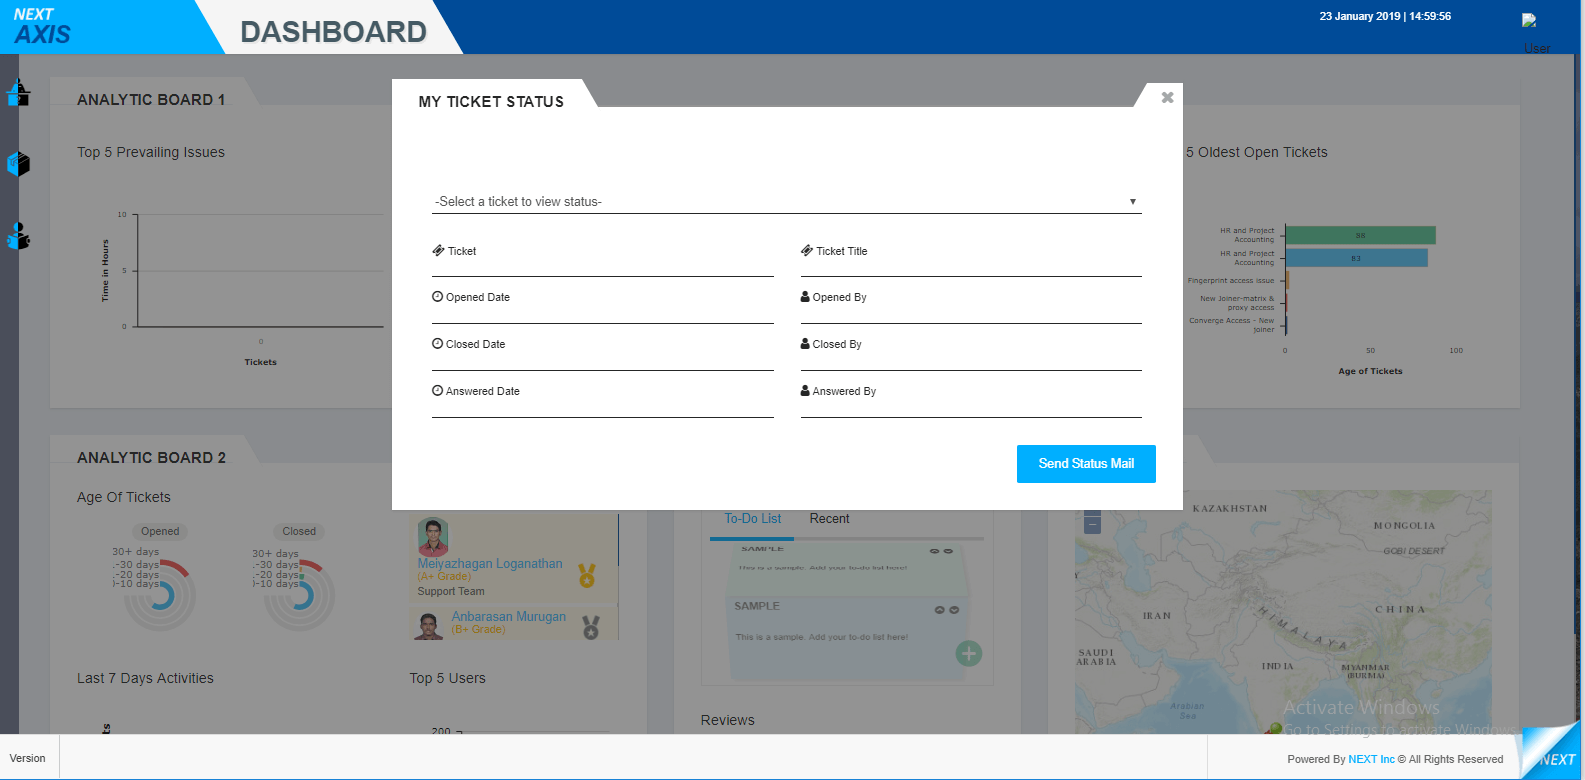 NEXT
AXIS
DASHBOARD
23 January 2019 | 14:59:56
User
ANALYTIC BOARD 1
MY TICKET STATUS
Top 5 Prevailing Issues
5 Oldest Open Tickets
-Select a ticket to view status-
Ticket
Ticket Title
Opened Date
Opened By
Closed Date
Closed By
Answered Date
Answered By
Send Status Mail
10
5
0
Time in Hours
0
Tickets
HR and Project
Accounting
88
HR and Project
Accounting
83
Fingerprint access issue
New Joiner-matrix &
proxy access
Converge Access - New
joiner
0
50
100
Age of Tickets
ANALYTIC BOARD 2
Age Of Tickets
Opened
30+ days
-30 days
-20 days
-10 days
Closed
30+ days
-30 days
-20 days
-10 days
Meiyazhagan Loganathan
(A+ Grade)
Support Team
Anbarasan Murugan
(B+ Grade)
To-Do List
Recent
SAMPLE
This is a sample. Add your to-do list here!
SAMPLE
This is a sample. Add your to-do list here!
KAZAKHSTAN
MONGOLIA
GOBI DESERT
IRAN
CHINA
HIMALAYA
SAUDI
ARABIA
INDIA
MYANMAR
(BURMA)
Arabian
Sea
Last 7 Days Activities
Top 5 Users
200
Reviews
Activate Windows
Go to Settings to activate Windows
Version
Powered By NEXT Inc © All Rights Reserved
NEXT